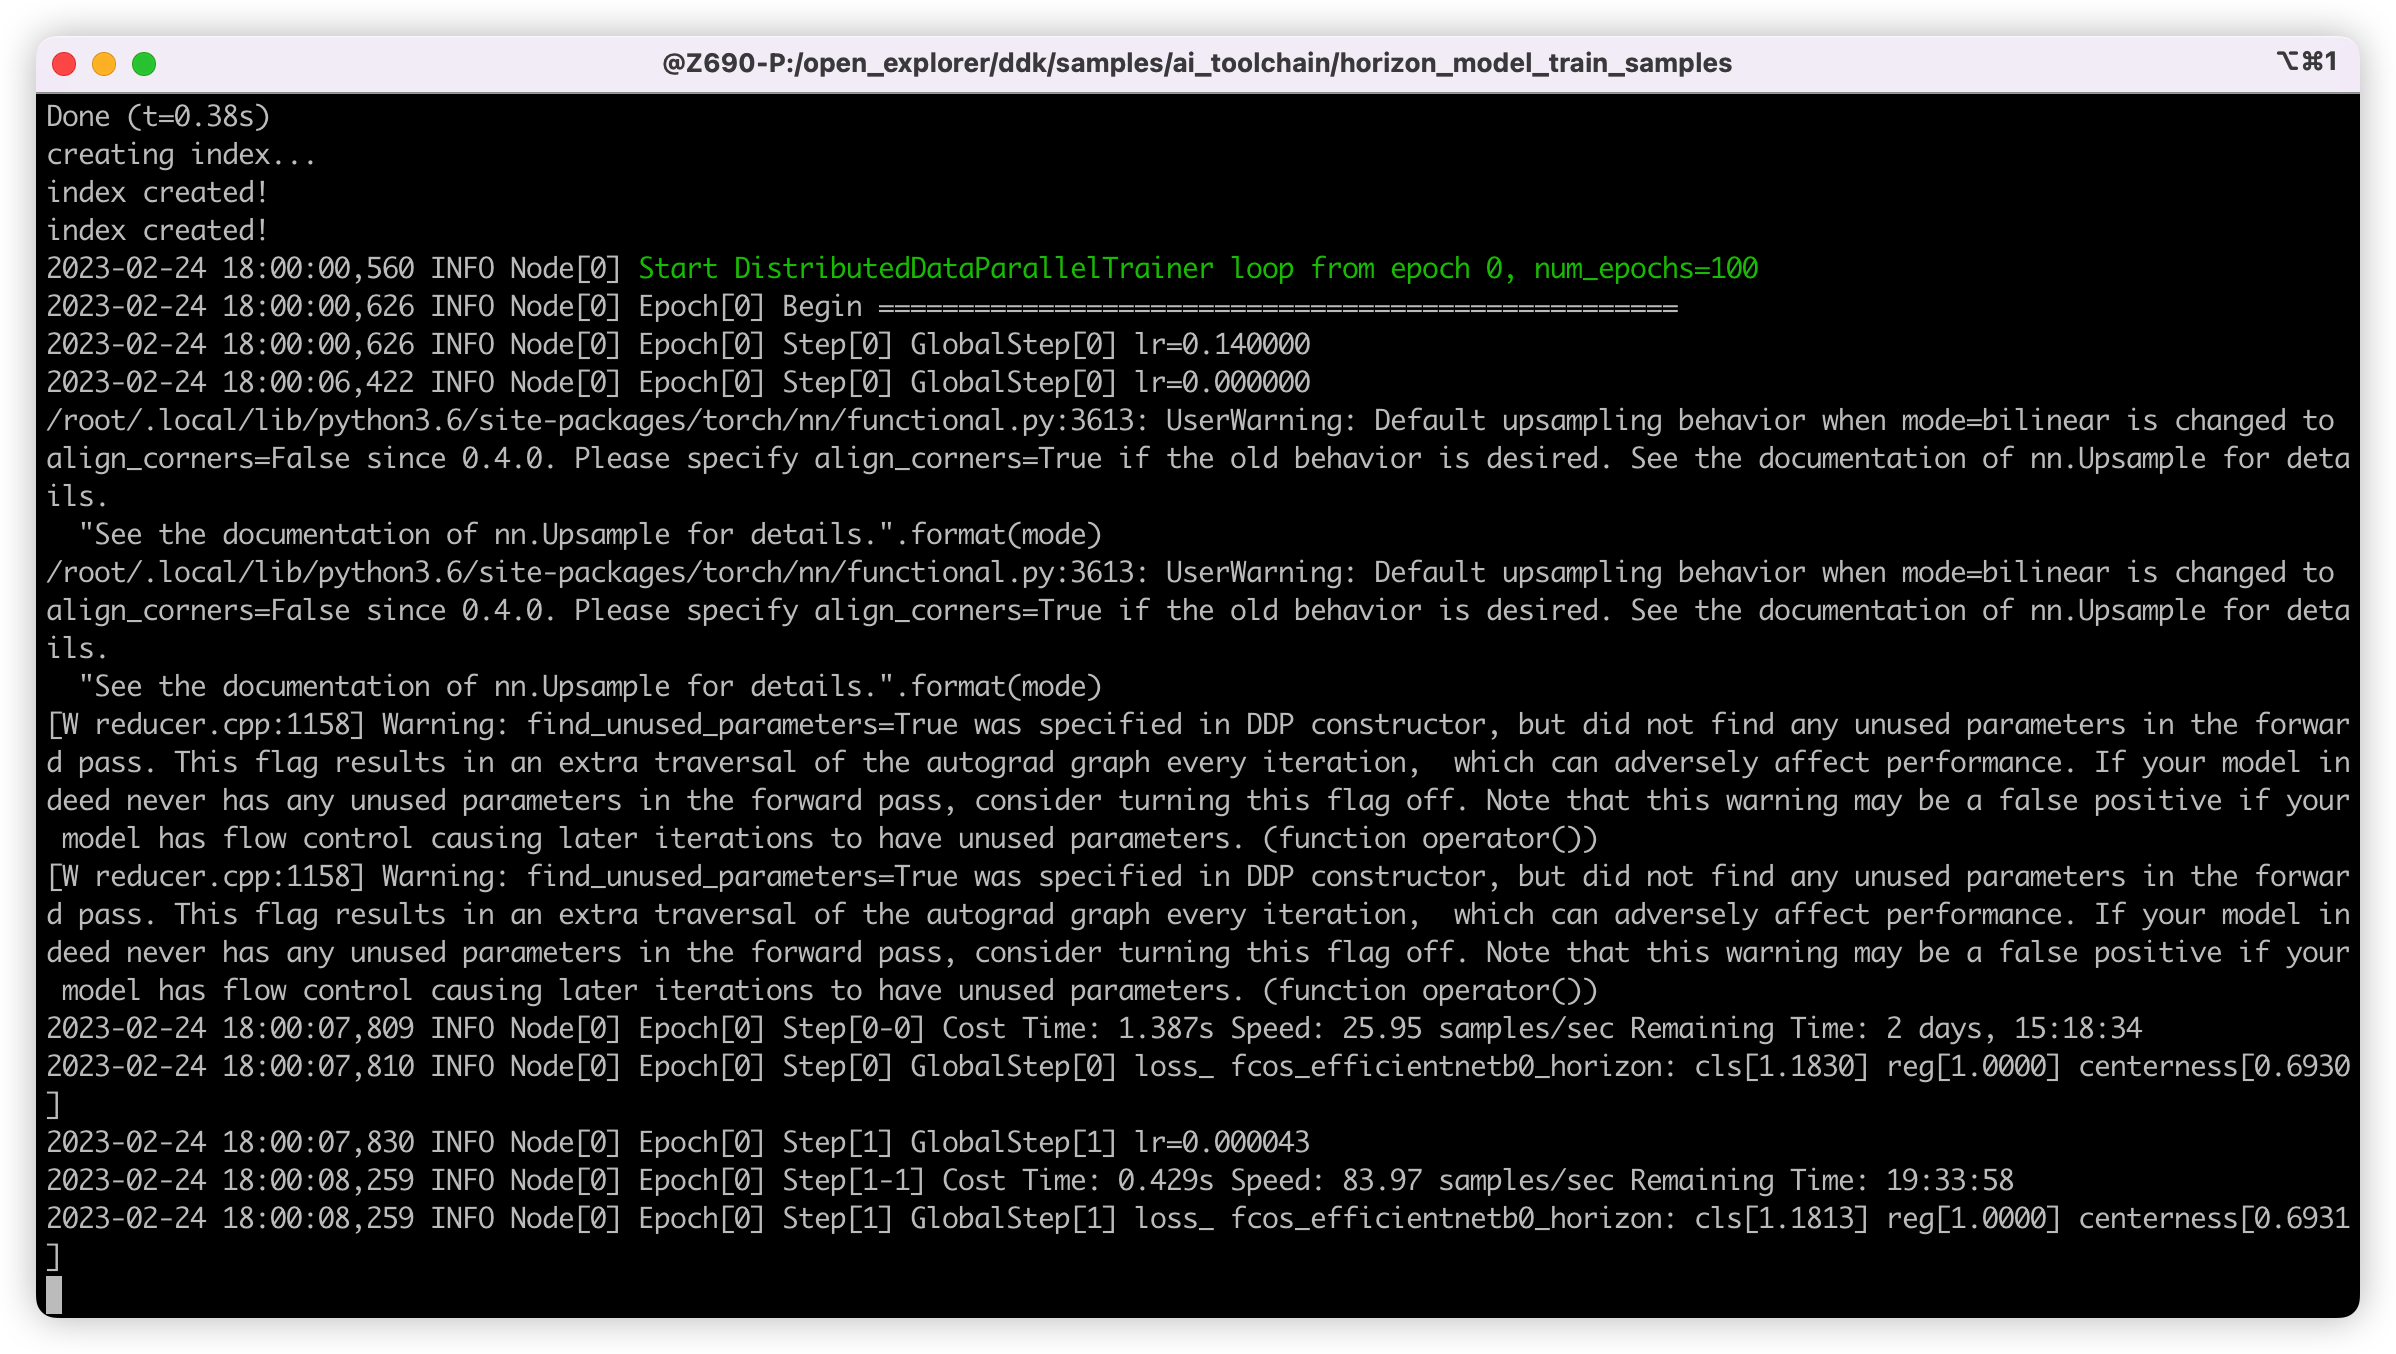 @Z690-P:/open_explorer/ddk/samples/ai_toolchain/horizon_model_train_samples
⌥⌘1
Done (t=0.38s)
creating index...
index created!
index created!
2023-02-24 18:00:00,560 INFO Node[0] Start DistributedDataParallelTrainer loop from epoch 0, num_epochs=100
2023-02-24 18:00:00,626 INFO Node[0] Epoch[0] Begin ==================================================
2023-02-24 18:00:00,626 INFO Node[0] Epoch[0] Step[0] GlobalStep[0] lr=0.140000
2023-02-24 18:00:06,422 INFO Node[0] Epoch[0] Step[0] GlobalStep[0] lr=0.000000
/root/.local/lib/python3.6/site-packages/torch/nn/functional.py:3613: UserWarning: Default upsampling behavior when mode=bilinear is changed to
align_corners=False since 0.4.0. Please specify align_corners=True if the old behavior is desired. See the documentation of nn.Upsample for deta
ils.
  "See the documentation of nn.Upsample for details.".format(mode)
/root/.local/lib/python3.6/site-packages/torch/nn/functional.py:3613: UserWarning: Default upsampling behavior when mode=bilinear is changed to
align_corners=False since 0.4.0. Please specify align_corners=True if the old behavior is desired. See the documentation of nn.Upsample for deta
ils.
  "See the documentation of nn.Upsample for details.".format(mode)
[W reducer.cpp:1158] Warning: find_unused_parameters=True was specified in DDP constructor, but did not find any unused parameters in the forwar
d pass. This flag results in an extra traversal of the autograd graph every iteration,  which can adversely affect performance. If your model in
deed never has any unused parameters in the forward pass, consider turning this flag off. Note that this warning may be a false positive if your
 model has flow control causing later iterations to have unused parameters. (function operator())
[W reducer.cpp:1158] Warning: find_unused_parameters=True was specified in DDP constructor, but did not find any unused parameters in the forwar
d pass. This flag results in an extra traversal of the autograd graph every iteration,  which can adversely affect performance. If your model in
deed never has any unused parameters in the forward pass, consider turning this flag off. Note that this warning may be a false positive if your
 model has flow control causing later iterations to have unused parameters. (function operator())
2023-02-24 18:00:07,809 INFO Node[0] Epoch[0] Step[0-0] Cost Time: 1.387s Speed: 25.95 samples/sec Remaining Time: 2 days, 15:18:34
2023-02-24 18:00:07,810 INFO Node[0] Epoch[0] Step[0] GlobalStep[0] loss_ fcos_efficientnetb0_horizon: cls[1.1830] reg[1.0000] centerness[0.6930
]
2023-02-24 18:00:07,830 INFO Node[0] Epoch[0] Step[1] GlobalStep[1] lr=0.000043
2023-02-24 18:00:08,259 INFO Node[0] Epoch[0] Step[1-1] Cost Time: 0.429s Speed: 83.97 samples/sec Remaining Time: 19:33:58
2023-02-24 18:00:08,259 INFO Node[0] Epoch[0] Step[1] GlobalStep[1] loss_ fcos_efficientnetb0_horizon: cls[1.1813] reg[1.0000] centerness[0.6931
]